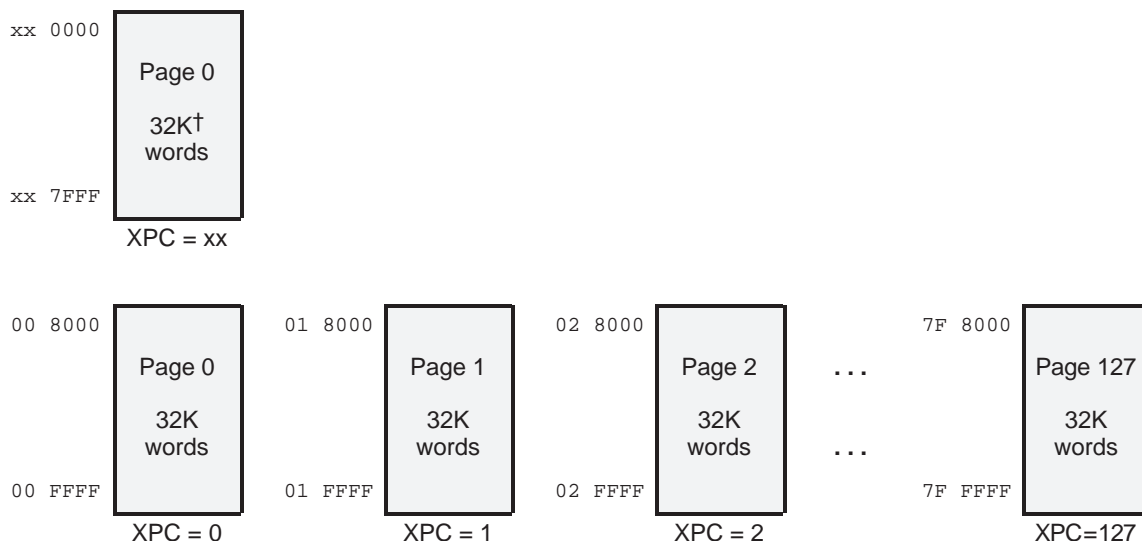 xx 0000
Page 0
32K†
words
xx 7FFF
XPC = xx
00 8000
Page 0
32K
words
00 FFFF
XPC = 0
01 8000
Page 1
32K
words
01 FFFF
XPC = 1
02 8000
Page 2
32K
words
02 FFFF
XPC = 2
...
...
7F 8000
Page 127
32K
words
7F FFFF
XPC=127